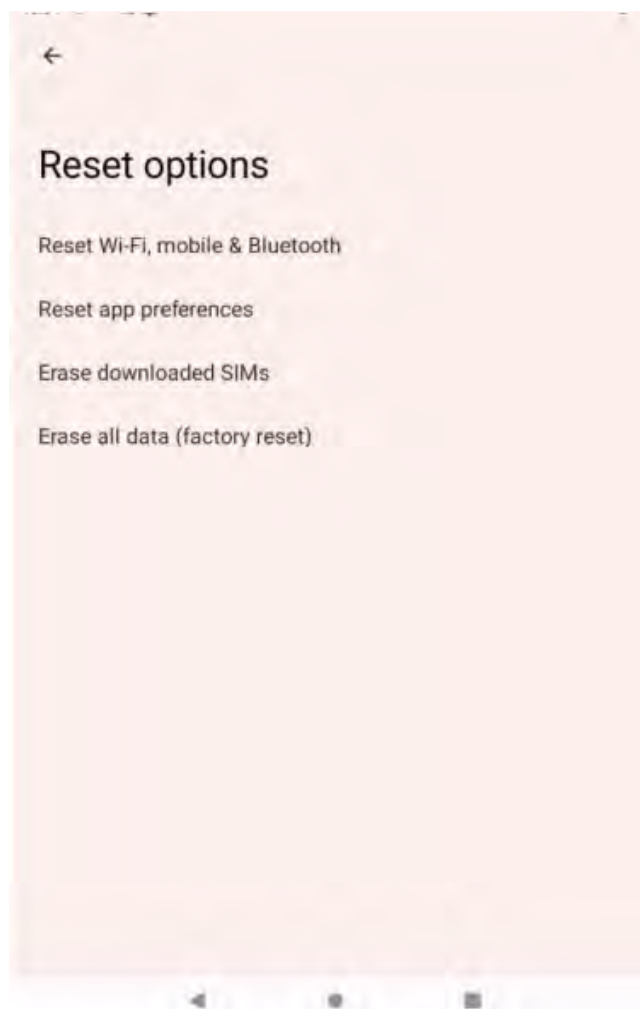 Reset options
Reset Wi-Fi, mobile & Bluetooth
Reset app preferences
Erase downloaded SIMs
Erase all data (factory reset)